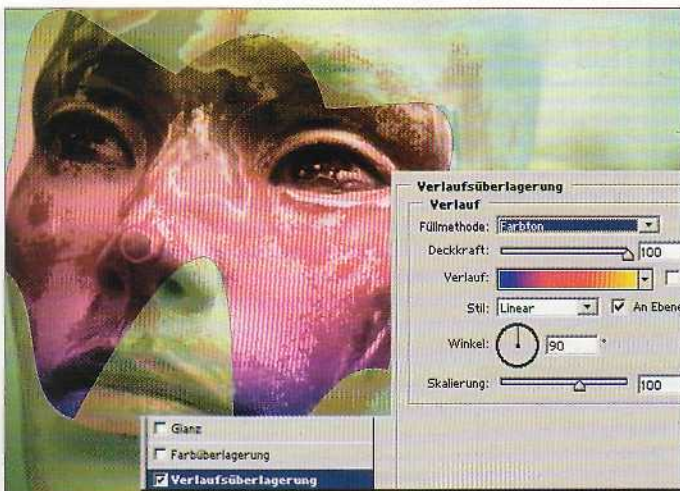 Verlaufsüberlagerung
Verlauf
Füllmethode: Farbton
Deckkraft: 100
Verlauf:
Stil: Linear An Ebene
Winkel: 90 °
Skalierung: 100
Glanz
Farbüberlagerung
Verlaufsüberlagerung